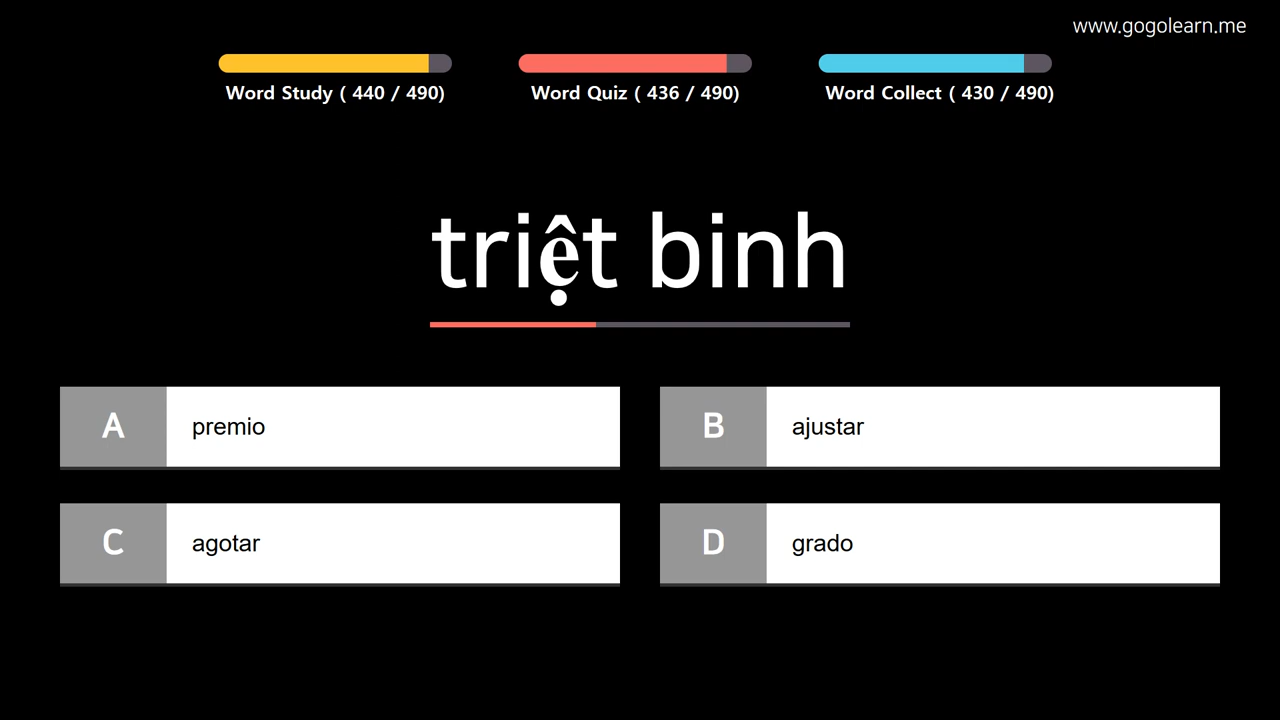 www.gogolearn.me
Word Study ( 440 / 490)
Word Quiz ( 436 / 490)
Word Collect ( 430 / 490)
triệt binh
A premio
B ajustar
C agotar
D grado